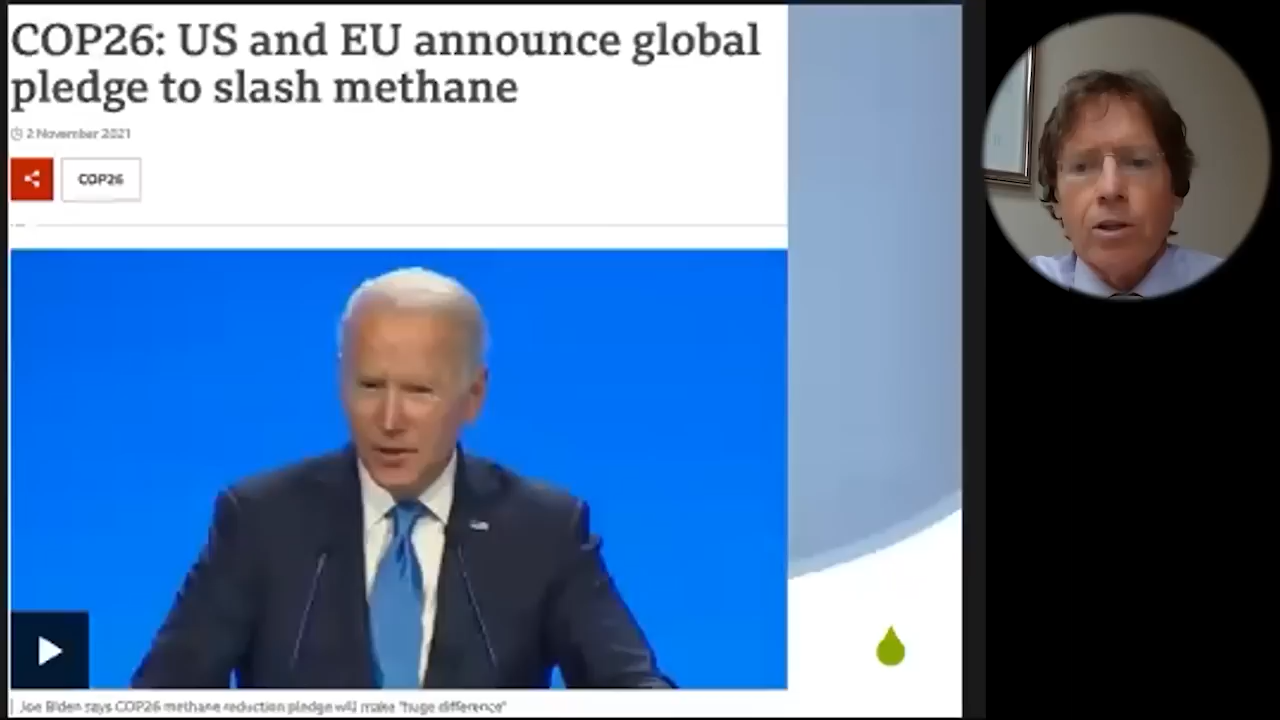 COP26: US and EU announce global
pledge to slash methane
2 November 2021
COP26
Joe Biden says COP26 methane reduction pledge will make "huge difference"